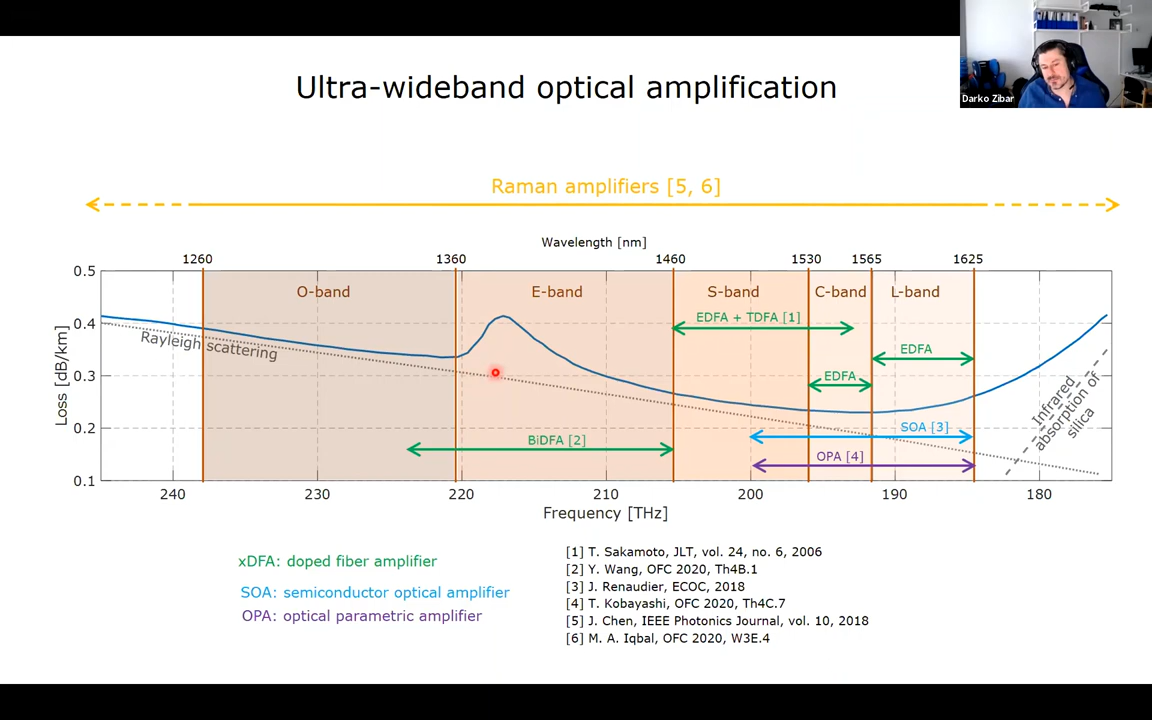 Darko Zibar
Ultra-wideband optical amplification
Raman amplifiers [5, 6]
Wavelength [nm]
1260 1360 1460 1530 1565 1625
0.5
0.4
0.3
0.2
0.1
Loss [dB/km]
O-band E-band S-band C-band L-band
EDFA + TDFA [1]
Rayleigh scattering
EDFA
EDFA
Infrared
absorption of
silica
SOA [3]
BiDFA [2]
OPA [4]
240 230 220 210 200 190 180
Frequency [THz]
xDFA: doped fiber amplifier
SOA: semiconductor optical amplifier
OPA: optical parametric amplifier
[1] T. Sakamoto, JLT, vol. 24, no. 6, 2006
[2] Y. Wang, OFC 2020, Th4B.1
[3] J. Renaudier, ECOC, 2018
[4] T. Kobayashi, OFC 2020, Th4C.7
[5] J. Chen, IEEE Photonics Journal, vol. 10, 2018
[6] M. A. Iqbal, OFC 2020, W3E.4